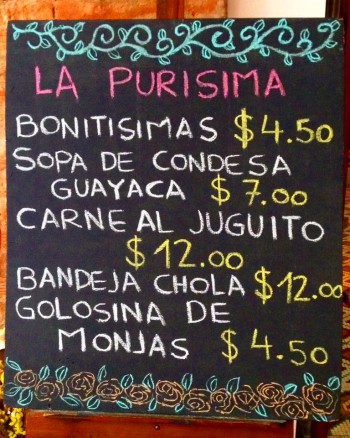 LA PURISIMA
BONITISIMAS $4.50
SOPA DE CONDESA
GUAYACA $7.00
CARNE AL JUGUITO
$12.00
BANDEJA CHOLA $12.00
GOLOSINA DE
MONJAS $4.50